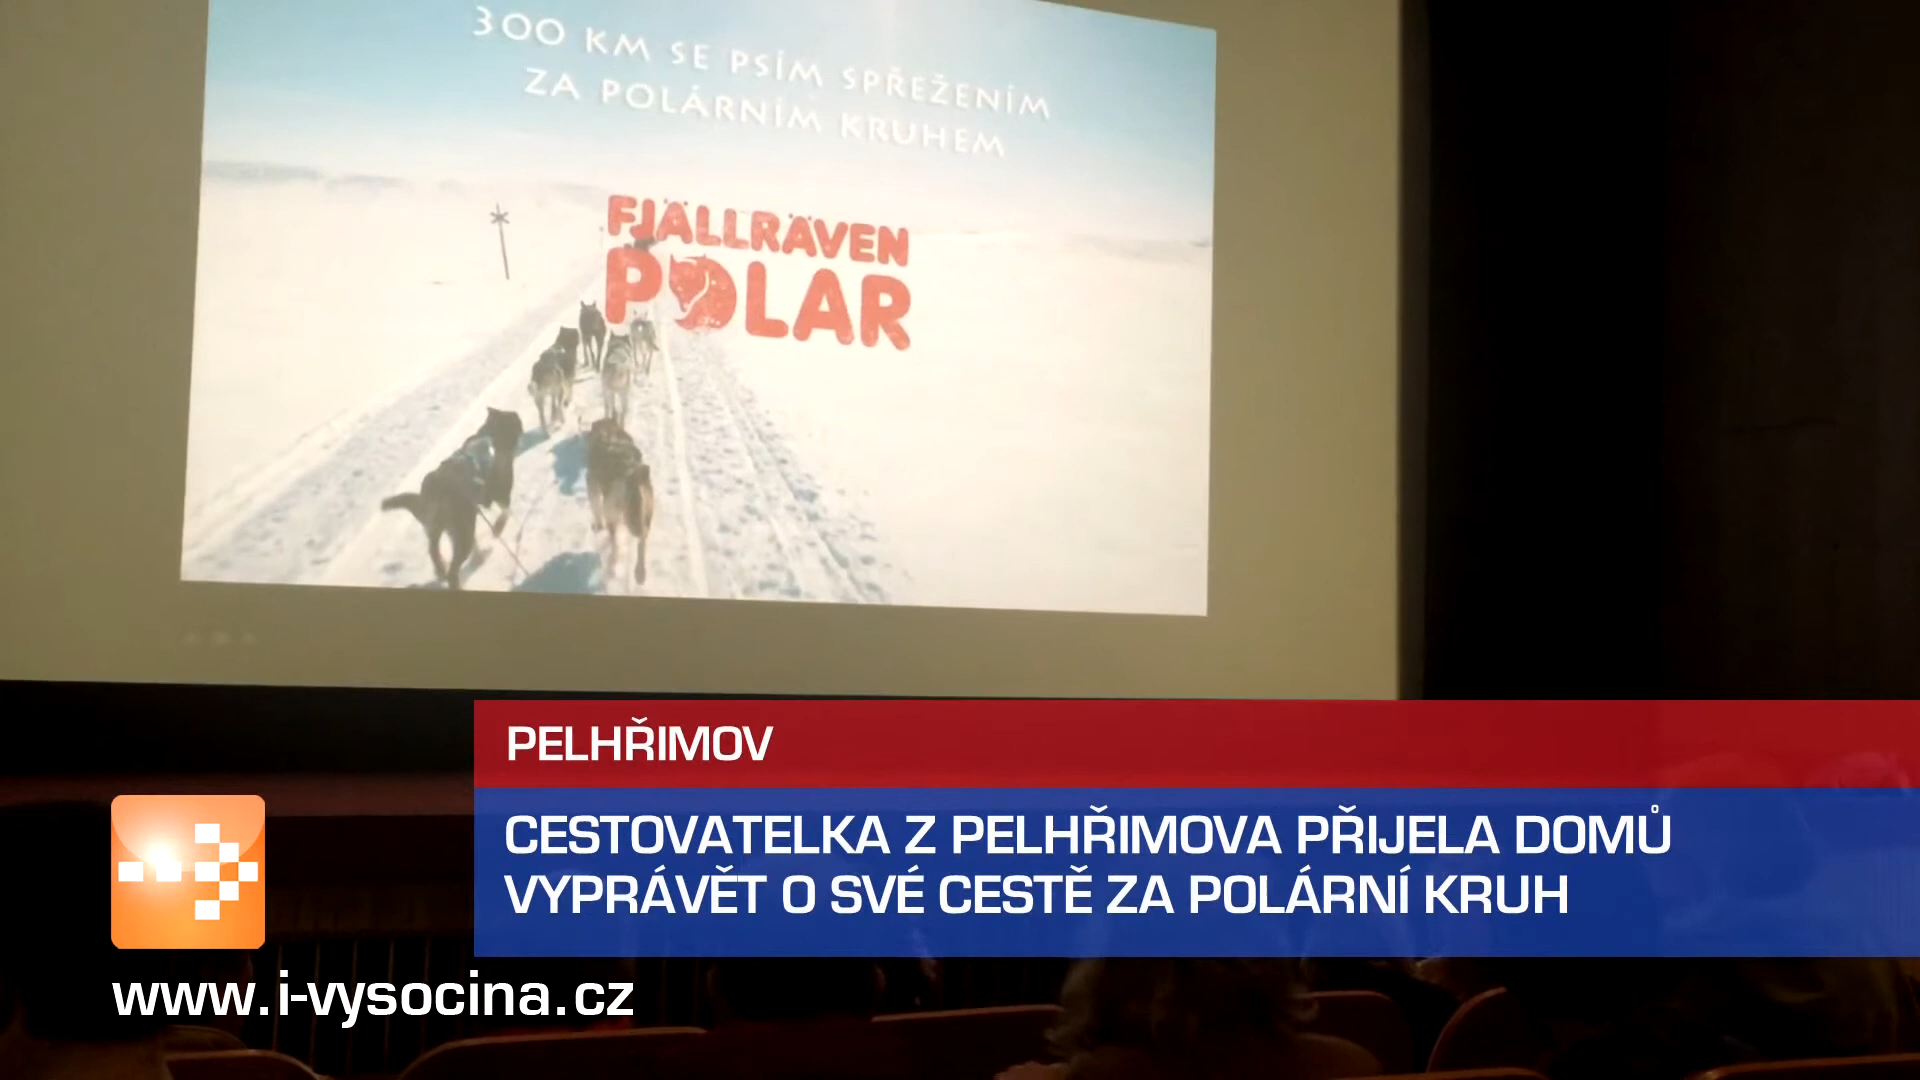 300 KM SE PSÍM SPŘEŽENÍM
ZA POLÁRNÍM KRUHEM
FJÄLLRÄVEN
POLAR
PELHŘIMOV
CESTOVATELKA Z PELHŘIMOVA PŘIJELA DOMŮ
VYPRÁVĚT O SVÉ CESTĚ ZA POLÁRNÍ KRUH
www.i-vysocina.cz